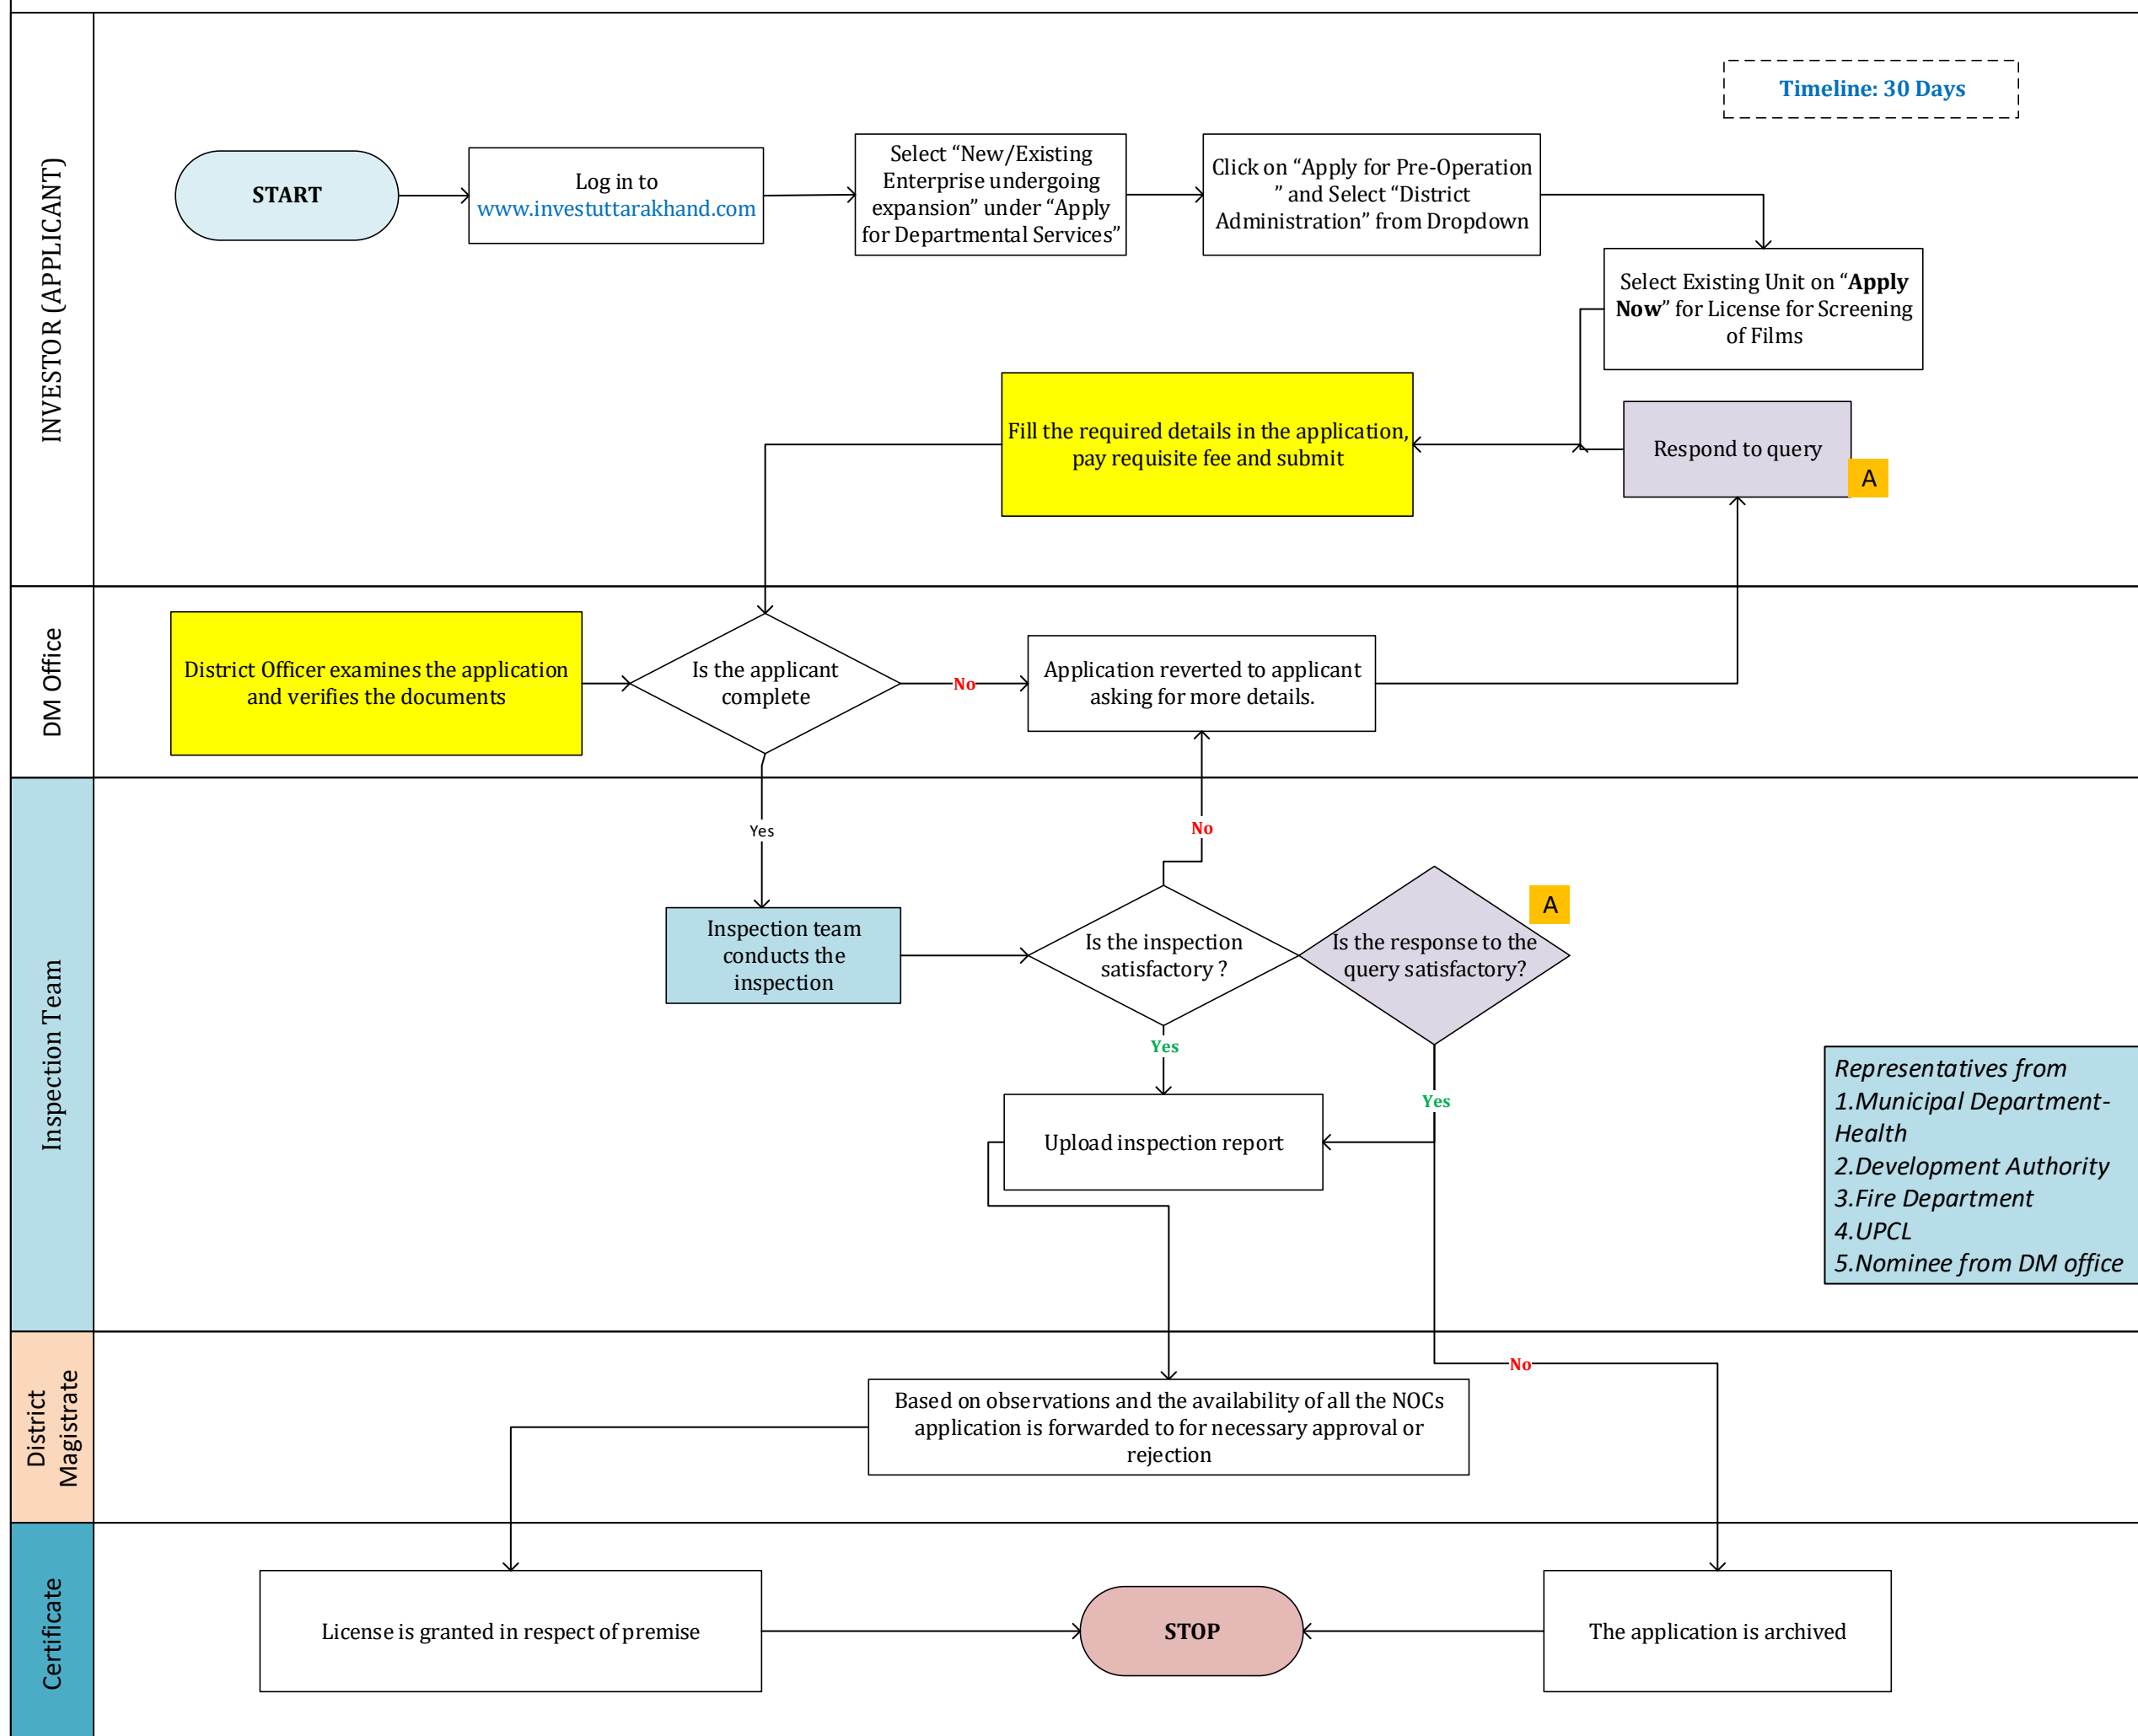 INVESTOR (APPLICANT)
Timeline: 30 Days
START
Log in to
www.investuttarakhand.com
Select “New/Existing
Enterprise undergoing
expansion” under “Apply
for Departmental Services”
Click on “Apply for Pre-Operation
” and Select “District
Administration” from Dropdown
Select Existing Unit on “Apply
Now” for License for Screening
of Films
Fill the required details in the application,
pay requisite fee and submit
Respond to query
A
DM Office
District Officer examines the application
and verifies the documents
Is the applicant
complete
No
Application reverted to applicant
asking for more details.
Yes
Inspection Team
No
Inspection team
conducts the
inspection
Is the inspection
satisfactory ?
Is the response to the
query satisfactory?
A
Yes
Yes
Upload inspection report
Representatives from
1.Municipal Department-
Health
2.Development Authority
3.Fire Department
4.UPCL
5.Nominee from DM office
District
Magistrate
No
Based on observations and the availability of all the NOCs
application is forwarded to for necessary approval or
rejection
Certificate
License is granted in respect of premise
STOP
The application is archived